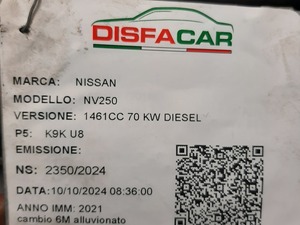 DISFACAR
MARCA: NISSAN
MODELLO: NV250
VERSIONE: 1461CC 70 KW DIESEL
P5: K9K U8
EMISSIONE:
NS: 2350/2024
DATA:10/10/2024 08:36:00
ANNO IMM: 2021
cambio 6M alluvionato